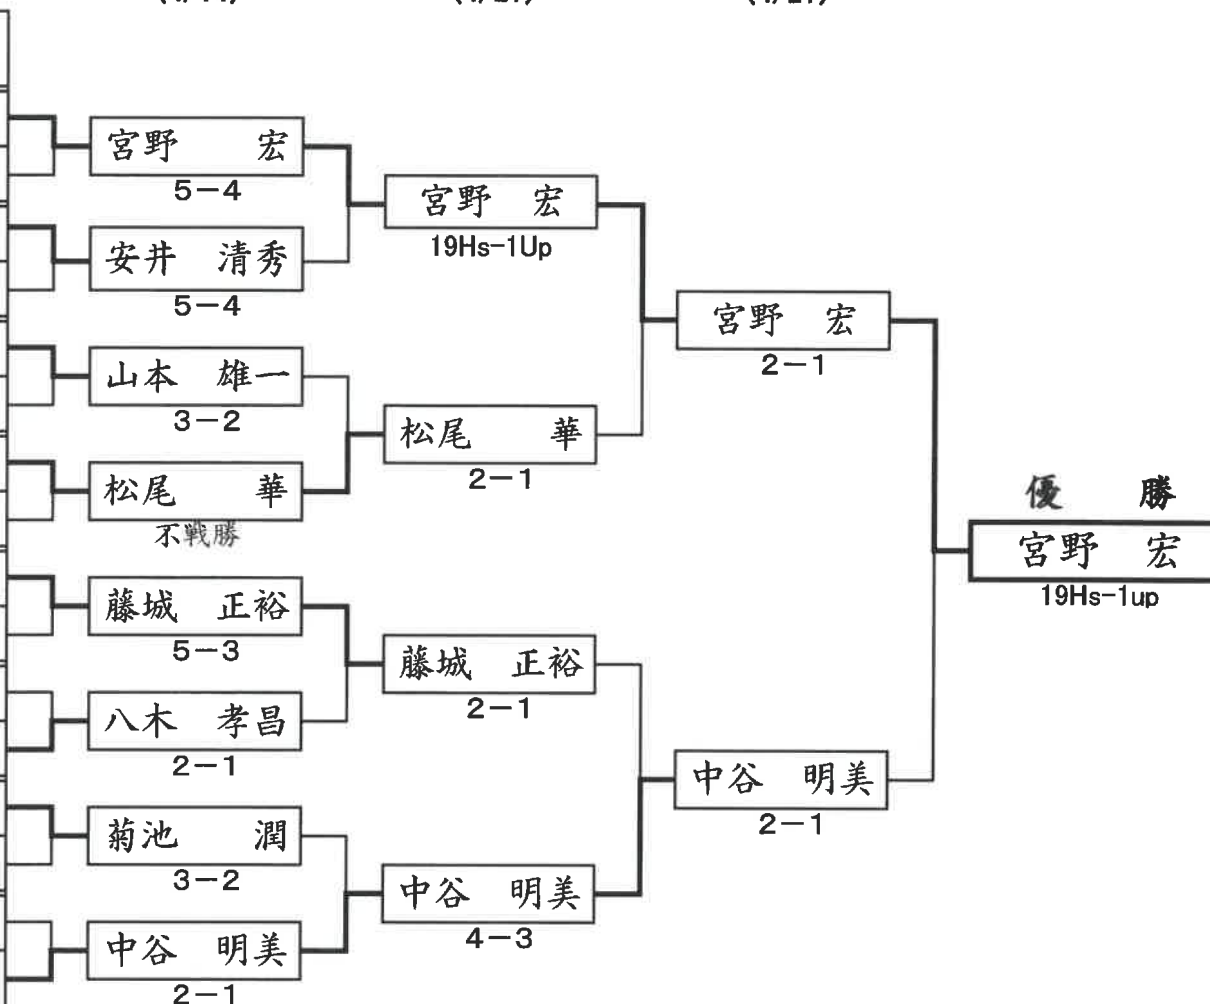 宮野 宏
5-4
安井 清秀
5-4
山本 雄一
3-2
松尾 華
不戦勝
藤城 正裕
5-3
八木 孝昌
2-1
菊池 潤
3-2
中谷 明美
2-1
宮野 宏
19Hs-1Up
松尾 華
2-1
藤城 正裕
2-1
中谷 明美
4-3
宮野 宏
2-1
中谷 明美
2-1
優 勝
宮野 宏
19Hs-1up